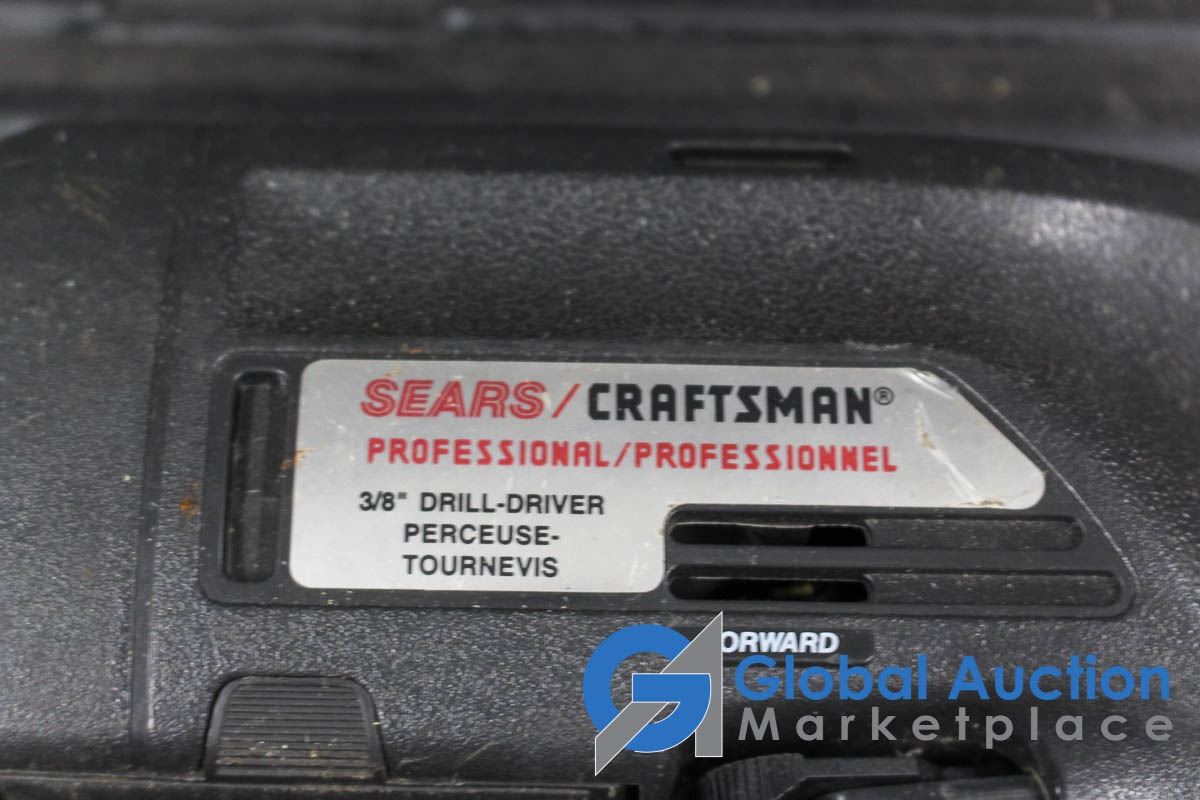 SEARS/CRAFTSMAN®
PROFESSIONAL/PROFESSIONNEL
3/8" DRILL-DRIVER
PERCEUSE-
TOURNEVIS
ORWARD
Global Auction
Marketplace